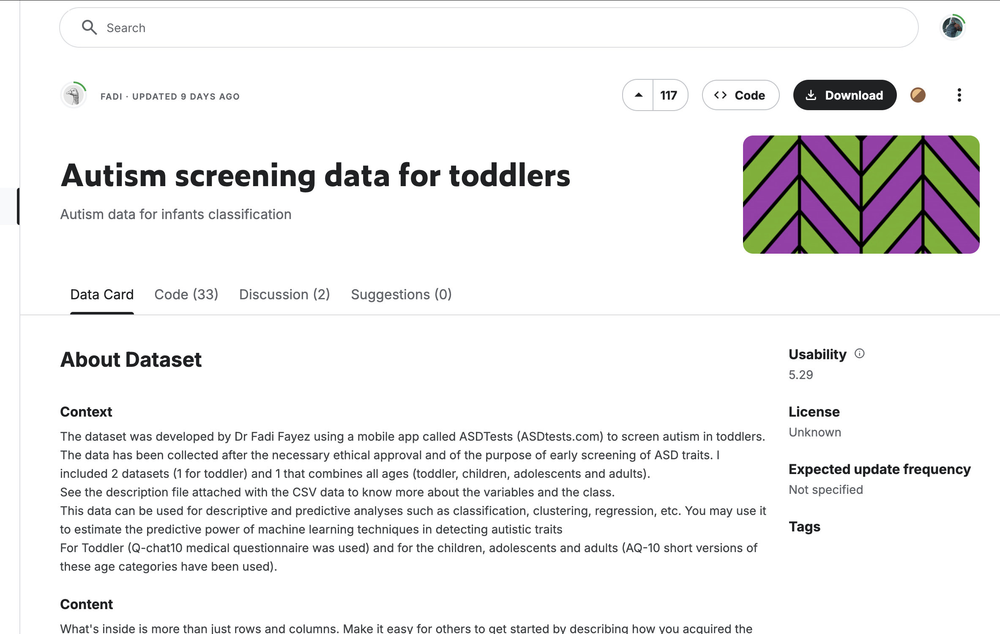 Search
FADI · UPDATED 9 DAYS AGO
117
Code
Download
Autism screening data for toddlers
Autism data for infants classification
Data Card
Code (33)
Discussion (2)
Suggestions (0)
About Dataset
Context
The dataset was developed by Dr Fadi Fayez using a mobile app called ASDTests (ASDtests.com) to screen autism in toddlers.
The data has been collected after the necessary ethical approval and of the purpose of early screening of ASD traits. I
included 2 datasets (1 for toddler) and 1 that combines all ages (toddler, children, adolescents and adults).
See the description file attached with the CSV data to know more about the variables and the class.
This data can be used for descriptive and predictive analyses such as classification, clustering, regression, etc. You may use it
to estimate the predictive power of machine learning techniques in detecting autistic traits
For Toddler (Q-chat10 medical questionnaire was used) and for the children, adolescents and adults (AQ-10 short versions of
these age categories have been used).
Content
What's inside is more than just rows and columns. Make it easy for others to get started by describing how you acquired the
Usability
5.29
License
Unknown
Expected update frequency
Not specified
Tags